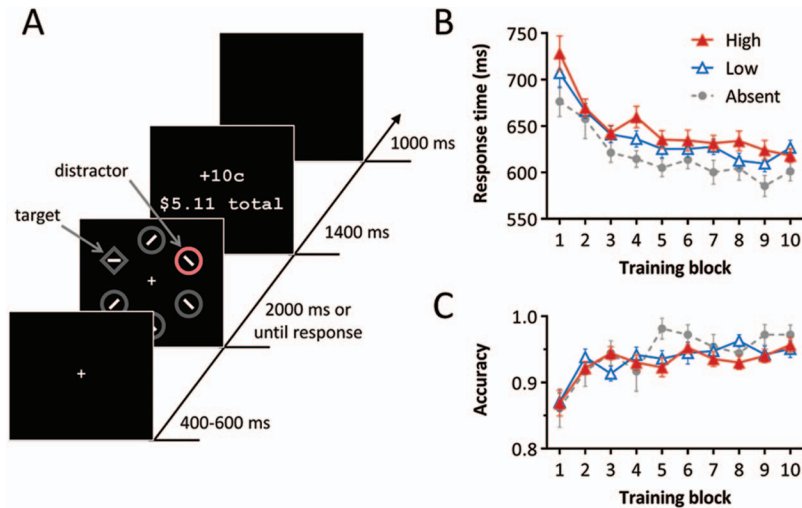 A
1000 ms
distractor
+10c
$5.11 total
target
1400 ms
+
2000 ms or
until response
+
400-600 ms
B
Response time (ms)
750
700
650
600
550
High
Low
Absent
1 2 3 4 5 6 7 8 9 10
Training block
C
Accuracy
1.0
0.9
0.8
1 2 3 4 5 6 7 8 9 10
Training block